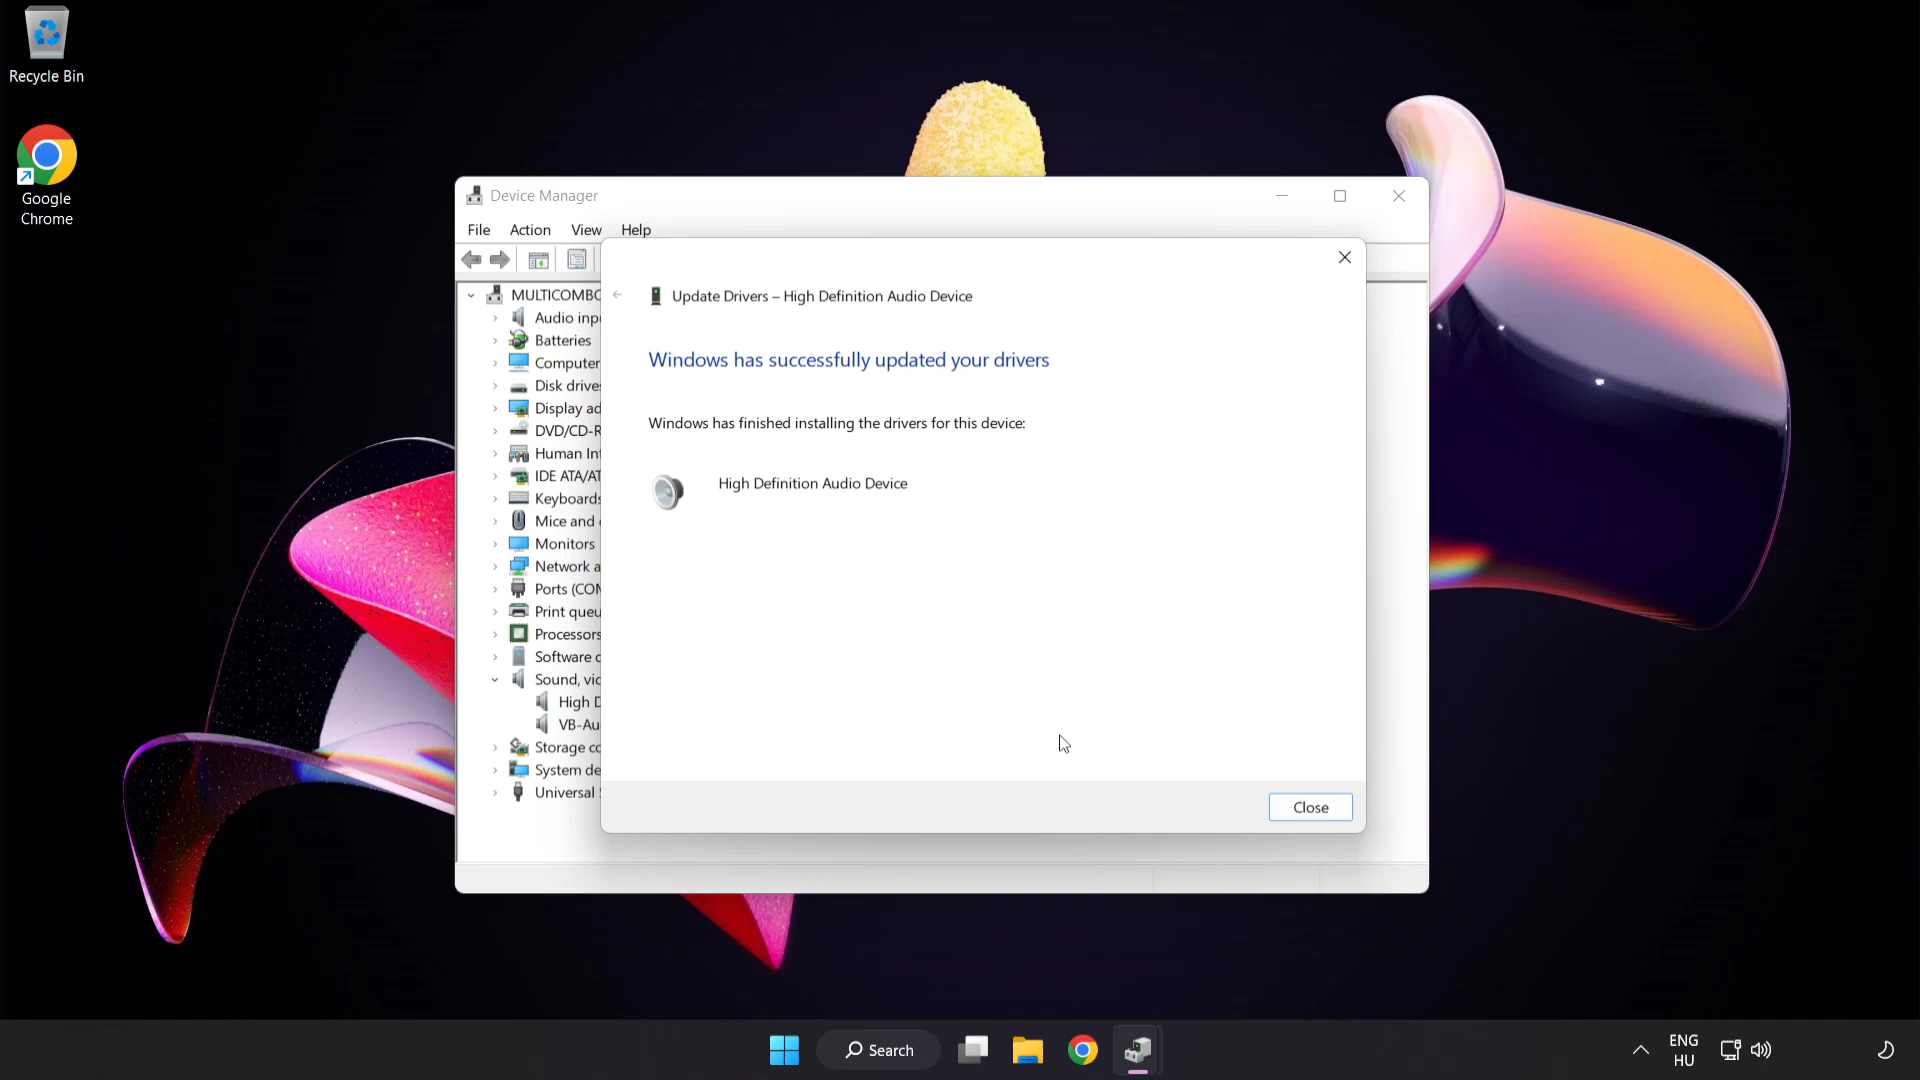 Recycle Bin
Google
Chrome
Device Manager
File Action View Help
MULTICOMBO
Audio inpu
Batteries
Computer
Disk drives
Display ad
DVD/CD-R
Human Int
IDE ATA/AT
Keyboards
Mice and
Monitors
Network a
Ports (COM
Print queu
Processors
Software d
Sound, vid
High D
VB-Au
Storage co
System de
Universal
Update Drivers – High Definition Audio Device
Windows has successfully updated your drivers
Windows has finished installing the drivers for this device:
High Definition Audio Device
Close
Search
ENG
HU